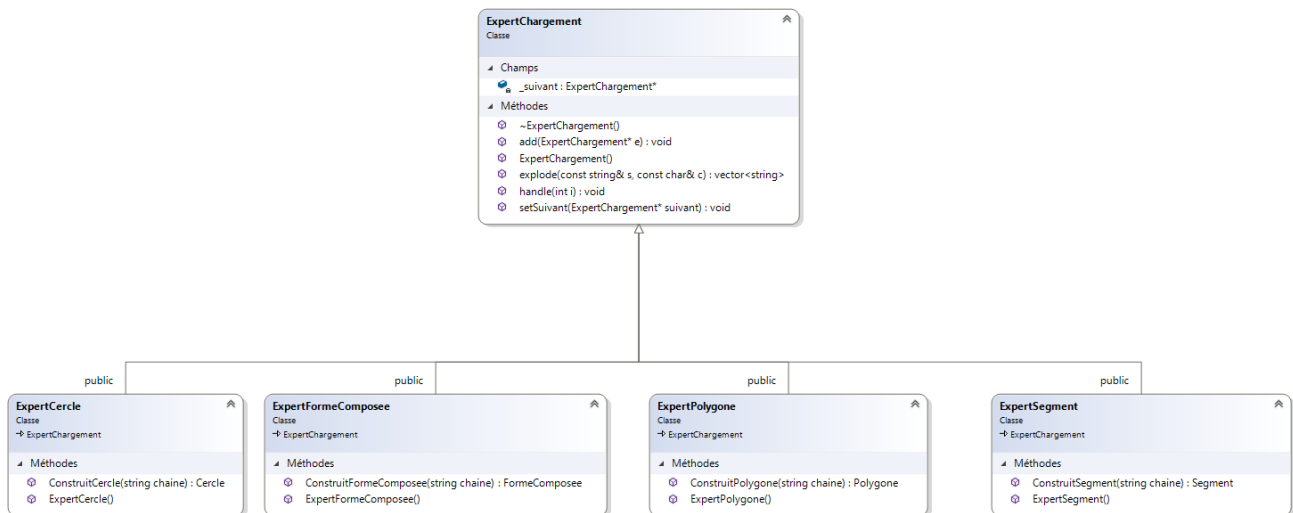 ExpertChargement
Classe
Champs
_suivant : ExpertChargement*
Méthodes
~ExpertChargement()
add(ExpertChargement* e) : void
ExpertChargement()
explode(const string& s, const char& c) : vector<string>
handle(int i) : void
setSuivant(ExpertChargement* suivant) : void
public
public
public
public
ExpertCercle
Classe
ExpertChargement
Méthodes
ConstruitCercle(string chaine) : Cercle
ExpertCercle()
ExpertFormeComposee
Classe
ExpertChargement
Méthodes
ConstruitFormeComposee(string chaine) : FormeComposee
ExpertFormeComposee()
ExpertPolygone
Classe
ExpertChargement
Méthodes
ConstruitPolygone(string chaine) : Polygone
ExpertPolygone()
ExpertSegment
Classe
ExpertChargement
Méthodes
ConstruitSegment(string chaine) : Segment
ExpertSegment()